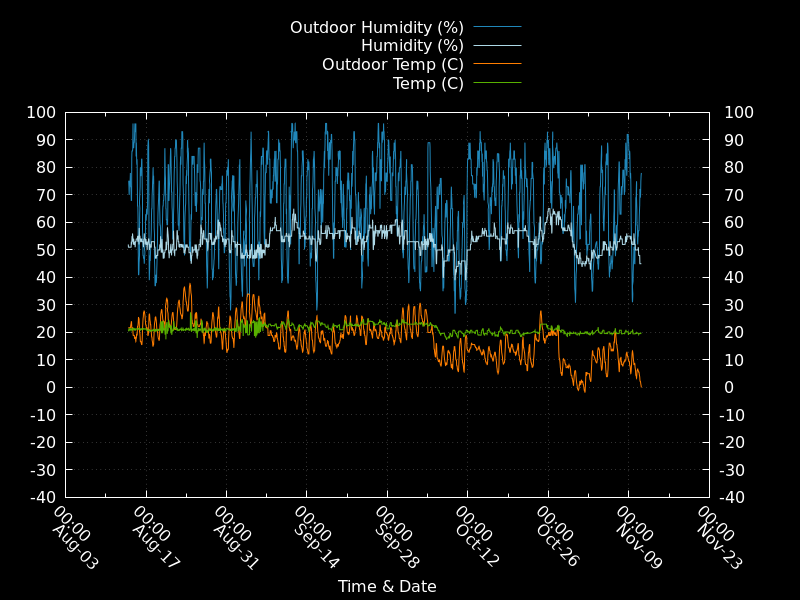 Outdoor Humidity (%)
Humidity (%)
Outdoor Temp (C)
Temp (C)
100 100
90 90
80 80
70 70
60 60
50 50
40 40
30 30
20 20
10 10
0 0
-10 -10
-20 -20
-30 -30
-40 -40
00:00 00:00 00:00 00:00 00:00 00:00 00:00 00:00 00:00
Aug-03 Aug-17 Aug-31 Sep-14 Sep-28 Oct-12 Oct-26 Nov-09 Nov-23
Time & Date